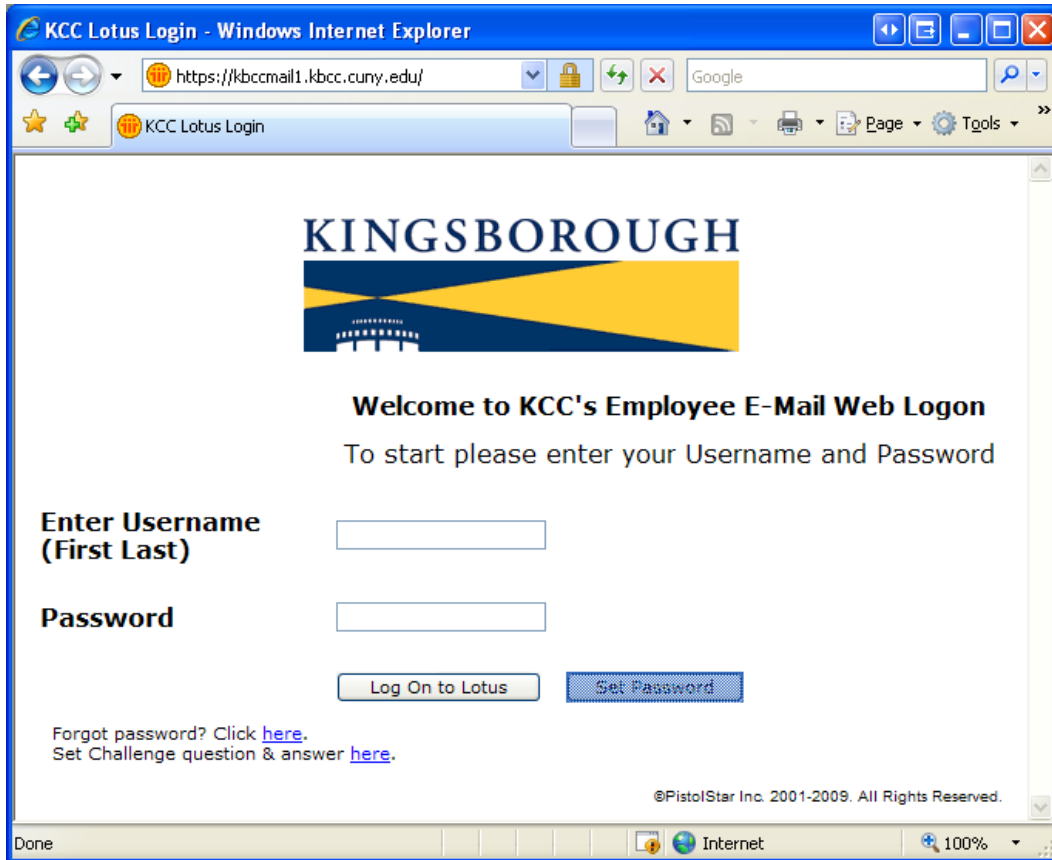 KCC Lotus Login - Windows Internet Explorer
https://kbccmail1.kbcc.cuny.edu/
Google
KCC Lotus Login
Page
Tools
»
KINGSBOROUGH
Welcome to KCC's Employee E-Mail Web Logon
To start please enter your Username and Password
Enter Username
(First Last)
Password
Log On to Lotus
Set Password
Forgot password? Click here.
Set Challenge question & answer here.
©PistolStar Inc. 2001-2009. All Rights Reserved.
Done
Internet
100%